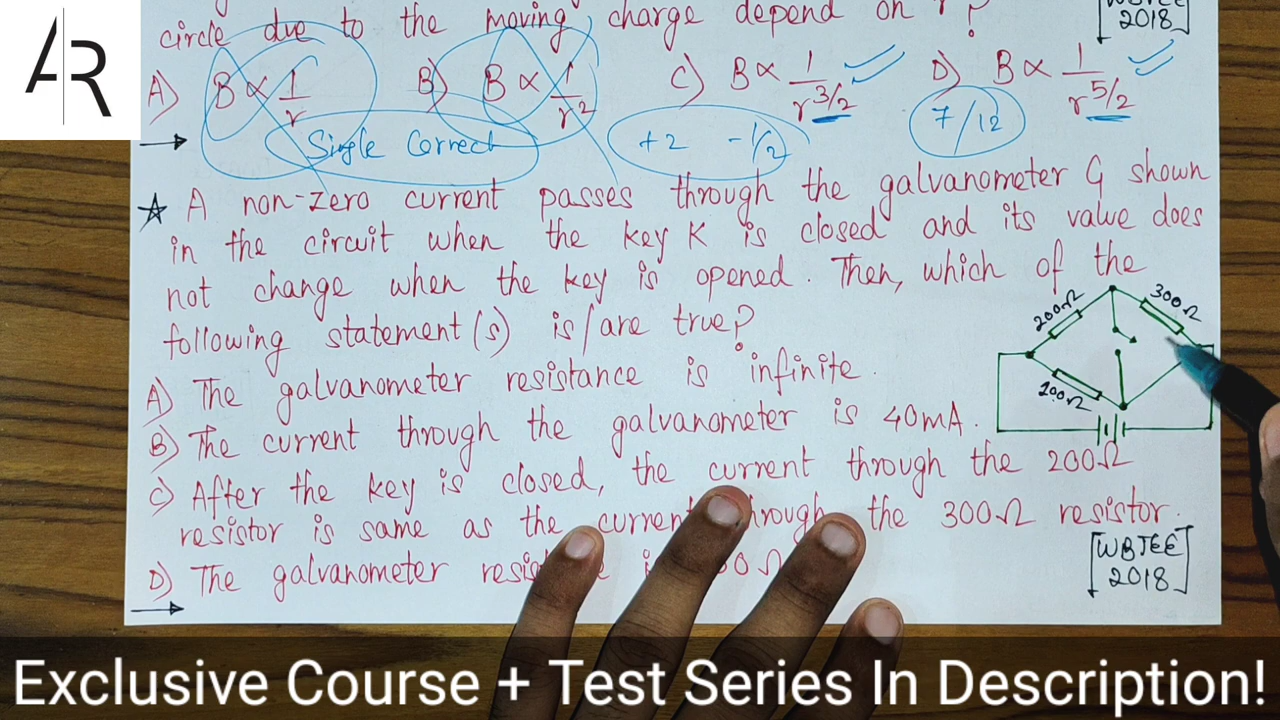 AR
circle due to the moving charge depend on r?
[WBJEE 2018]
A) B ∝ 1/r B) B ∝ 1/r² C) B ∝ 1/r^3/2 D) B ∝ 1/r^5/2
Single Correct +2 -1/2 7/12
A non-zero current passes through the galvanometer G shown
in the circuit when the key K is closed and its value does
not change when the key is opened. Then, which of the
following statement(s) is/are true?
200Ω 300Ω
A) The galvanometer resistance is infinite.
B) The current through the galvanometer is 40mA.
C) After the key is closed, the current through the 200Ω
resistor is same as the current through the 300Ω resistor.
D) The galvanometer
[WBJEE 2018]
Exclusive Course + Test Series In Description!